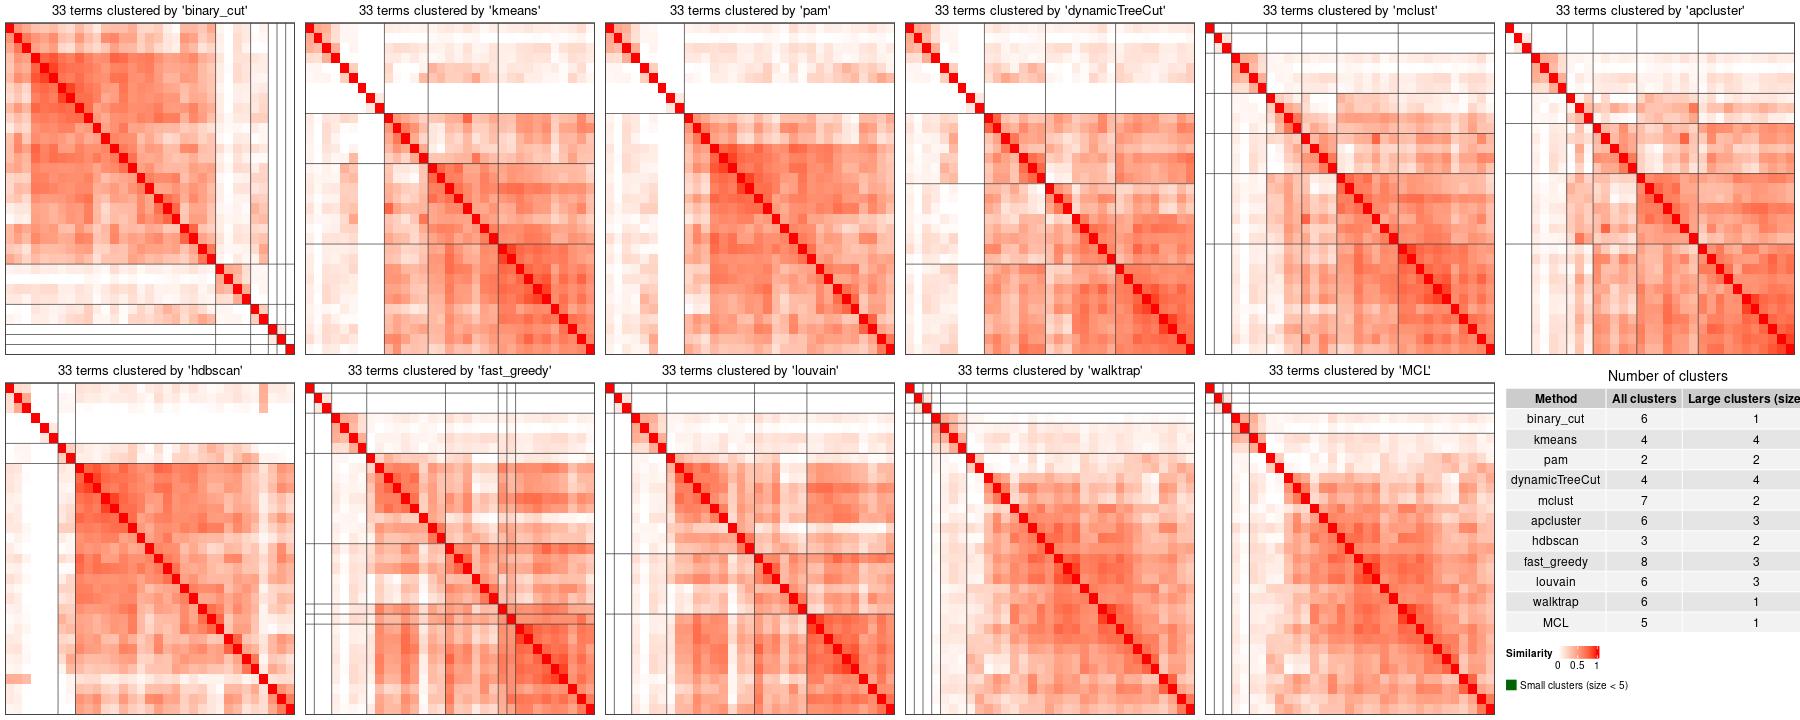 33 terms clustered by 'binary_cut'
33 terms clustered by 'kmeans'
33 terms clustered by 'pam'
33 terms clustered by 'dynamicTreeCut'
33 terms clustered by 'mclust'
33 terms clustered by 'apcluster'
33 terms clustered by 'hdbscan'
33 terms clustered by 'fast_greedy'
33 terms clustered by 'louvain'
33 terms clustered by 'walktrap'
33 terms clustered by 'MCL'
Number of clusters
Method All clusters Large clusters (size
binary_cut 6 1
kmeans 4 4
pam 2 2
dynamicTreeCut 4 4
mclust 7 2
apcluster 6 3
hdbscan 3 2
fast_greedy 8 3
louvain 6 3
walktrap 6 1
MCL 5 1
Similarity
0 0.5 1
Small clusters (size < 5)